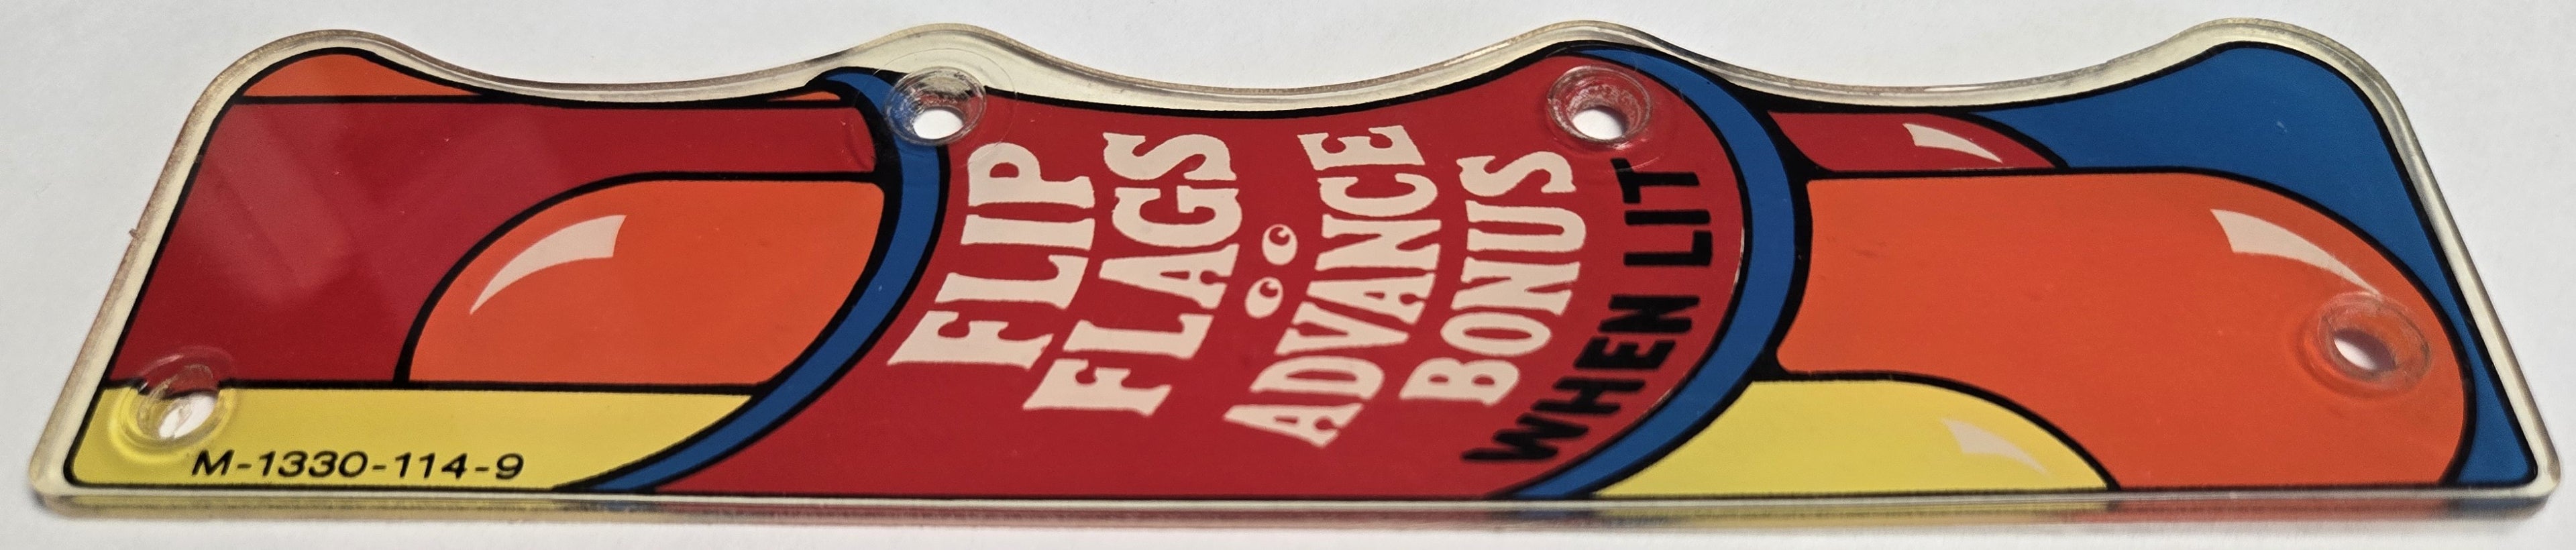 FLIP
FLAGS
ADVANCE
BONUS
WHEN LIT
M-1330-114-9